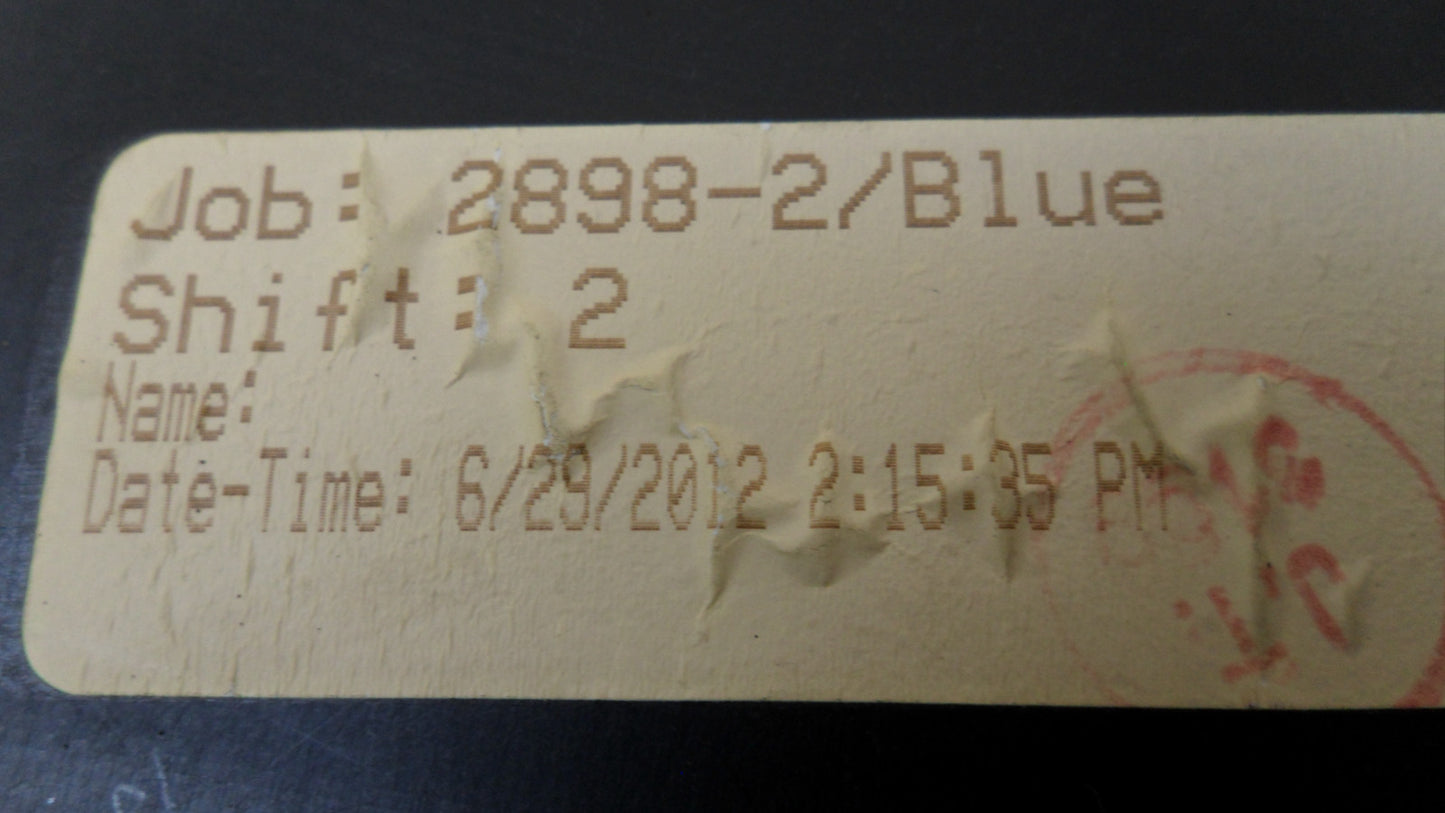 Job: 2898-2/Blue
Shift: 2
Name:
Date-Time: 6/29/2012 2:15:35 PM